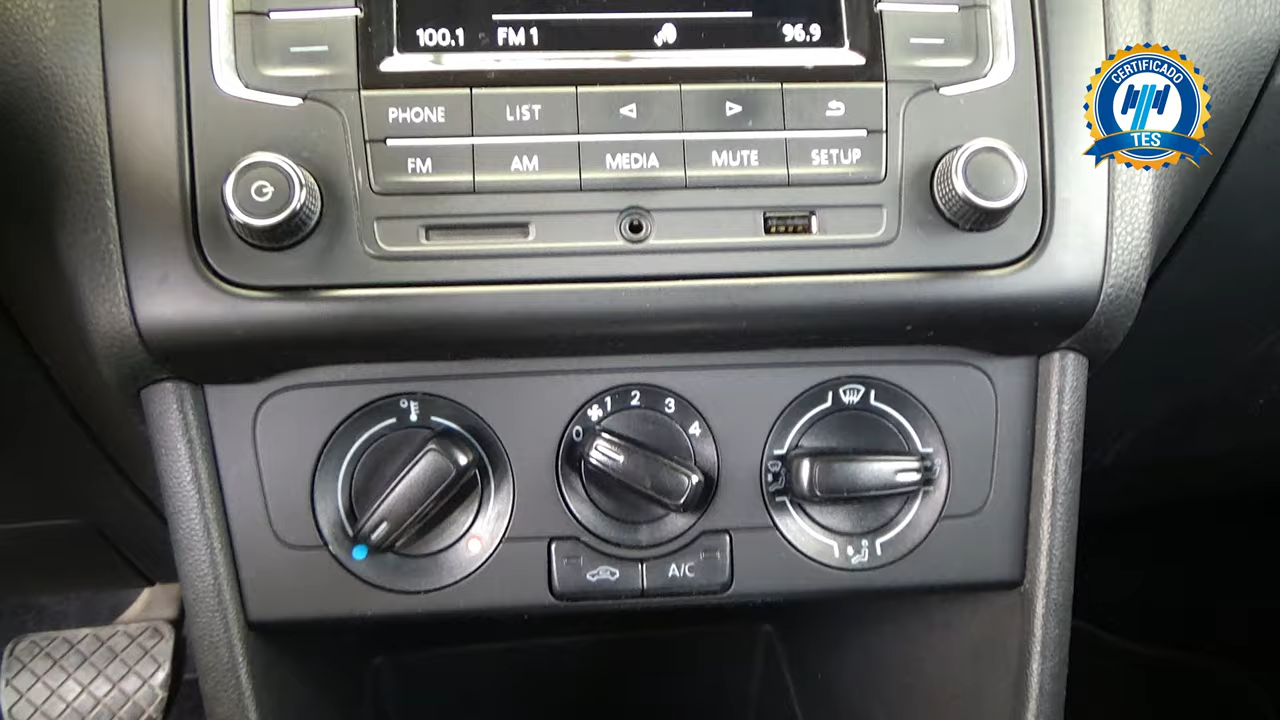 100.1 FM 1 96.9
CERTIFICADO
TES
PHONE LIST
FM AM MEDIA MUTE SETUP
0 1 2 3 4
A/C